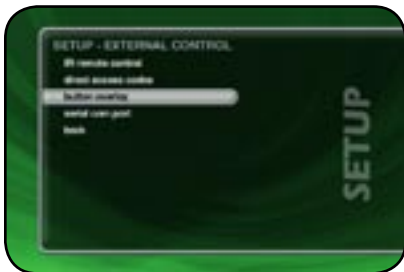 SETUP - EXTERNAL CONTROL
IR remote control
direct access codes
button overlay
serial com port
back
SETUP